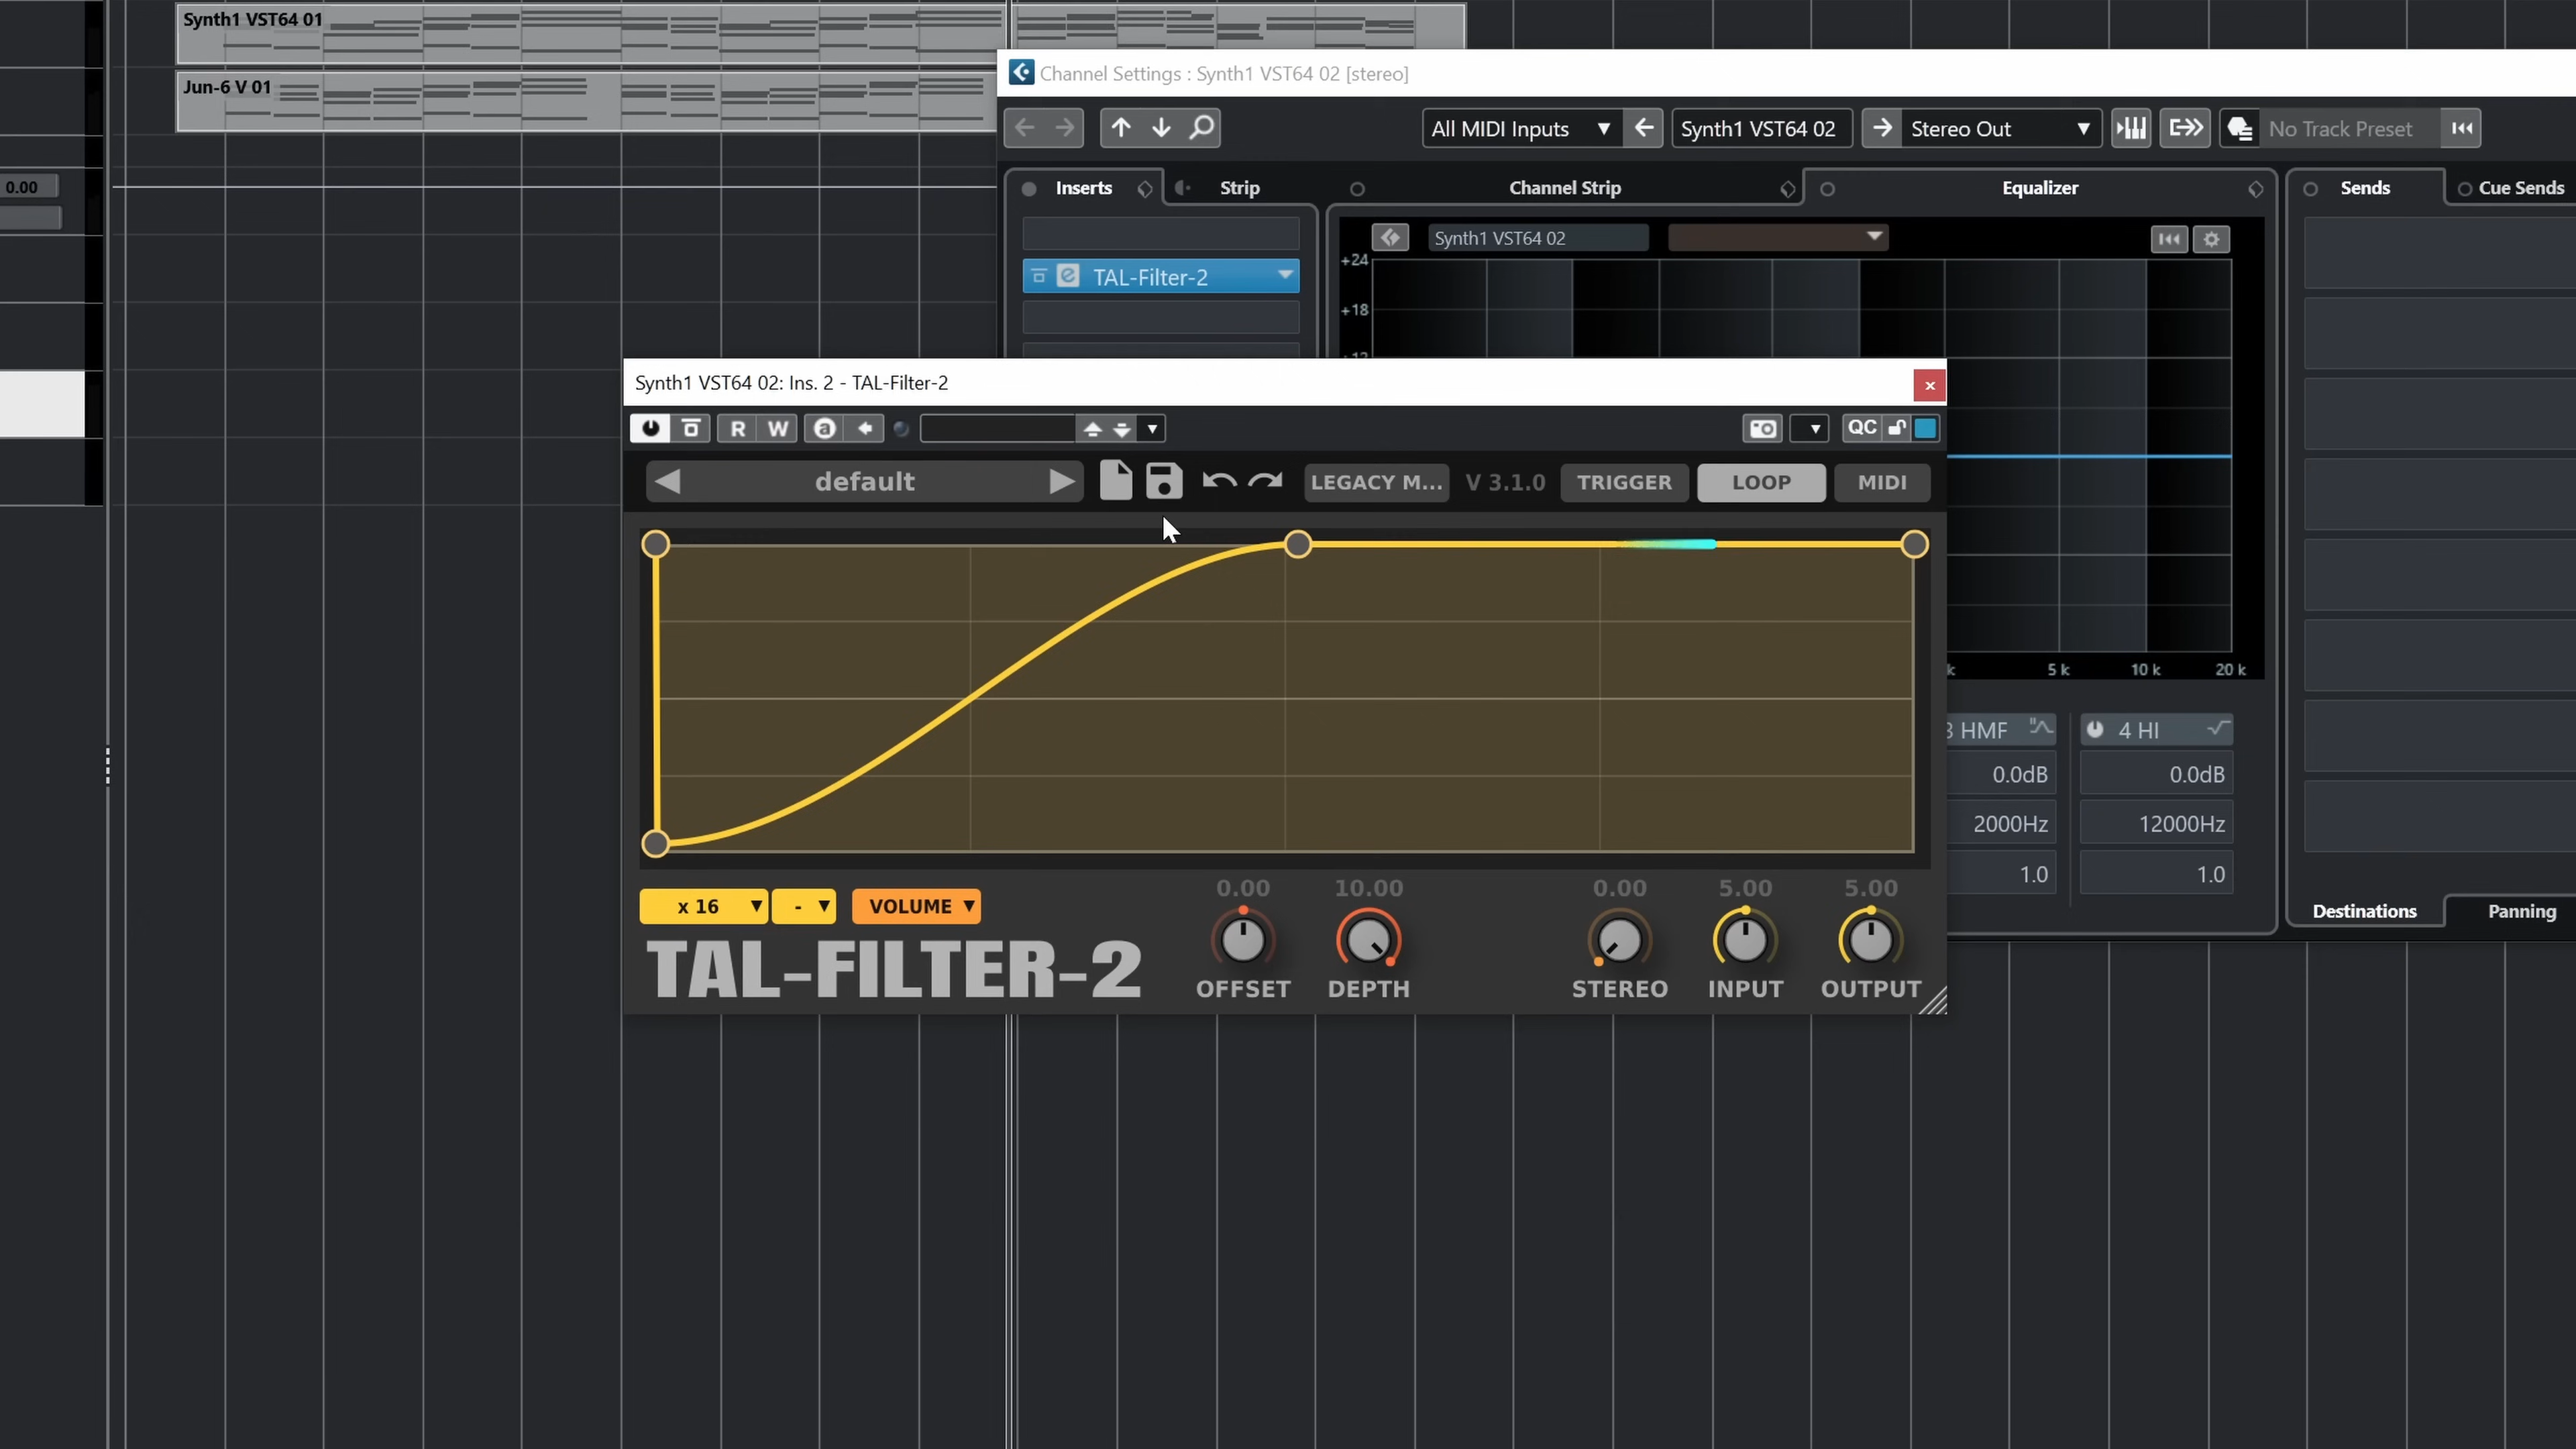 Synth1 VST64 01
Jun-6 V 01
0.00
Channel Settings : Synth1 VST64 02 [stereo]
All MIDI Inputs
Synth1 VST64 02
Stereo Out
No Track Preset
Inserts
Strip
Channel Strip
Equalizer
Sends
Cue Sends
Synth1 VST64 02
TAL-Filter-2
+24
+18
Synth1 VST64 02: Ins. 2 - TAL-Filter-2
R W
QC
default
LEGACY M...
V 3.1.0
TRIGGER
LOOP
MIDI
5 k
10 k
20 k
HMF
4 HI
0.0dB
0.0dB
2000Hz
12000Hz
1.0
1.0
Destinations
Panning
x 16
-
VOLUME
0.00
10.00
0.00
5.00
5.00
TAL-FILTER-2
OFFSET
DEPTH
STEREO
INPUT
OUTPUT